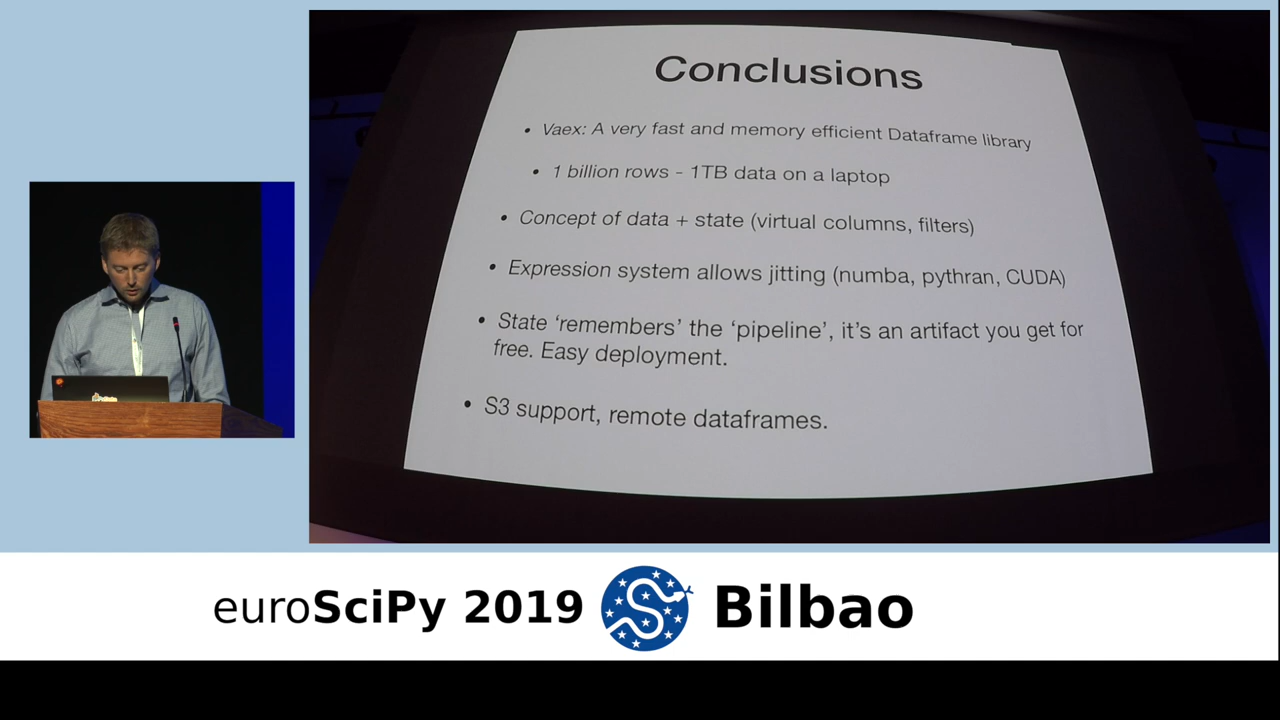 Conclusions
• Vaex: A very fast and memory efficient Dataframe library
• 1 billion rows - 1TB data on a laptop
• Concept of data + state (virtual columns, filters)
• Expression system allows jitting (numba, pythran, CUDA)
• State ‘remembers’ the ‘pipeline’, it’s an artifact you get for
free. Easy deployment.
• S3 support, remote dataframes.
euroSciPy 2019 Bilbao